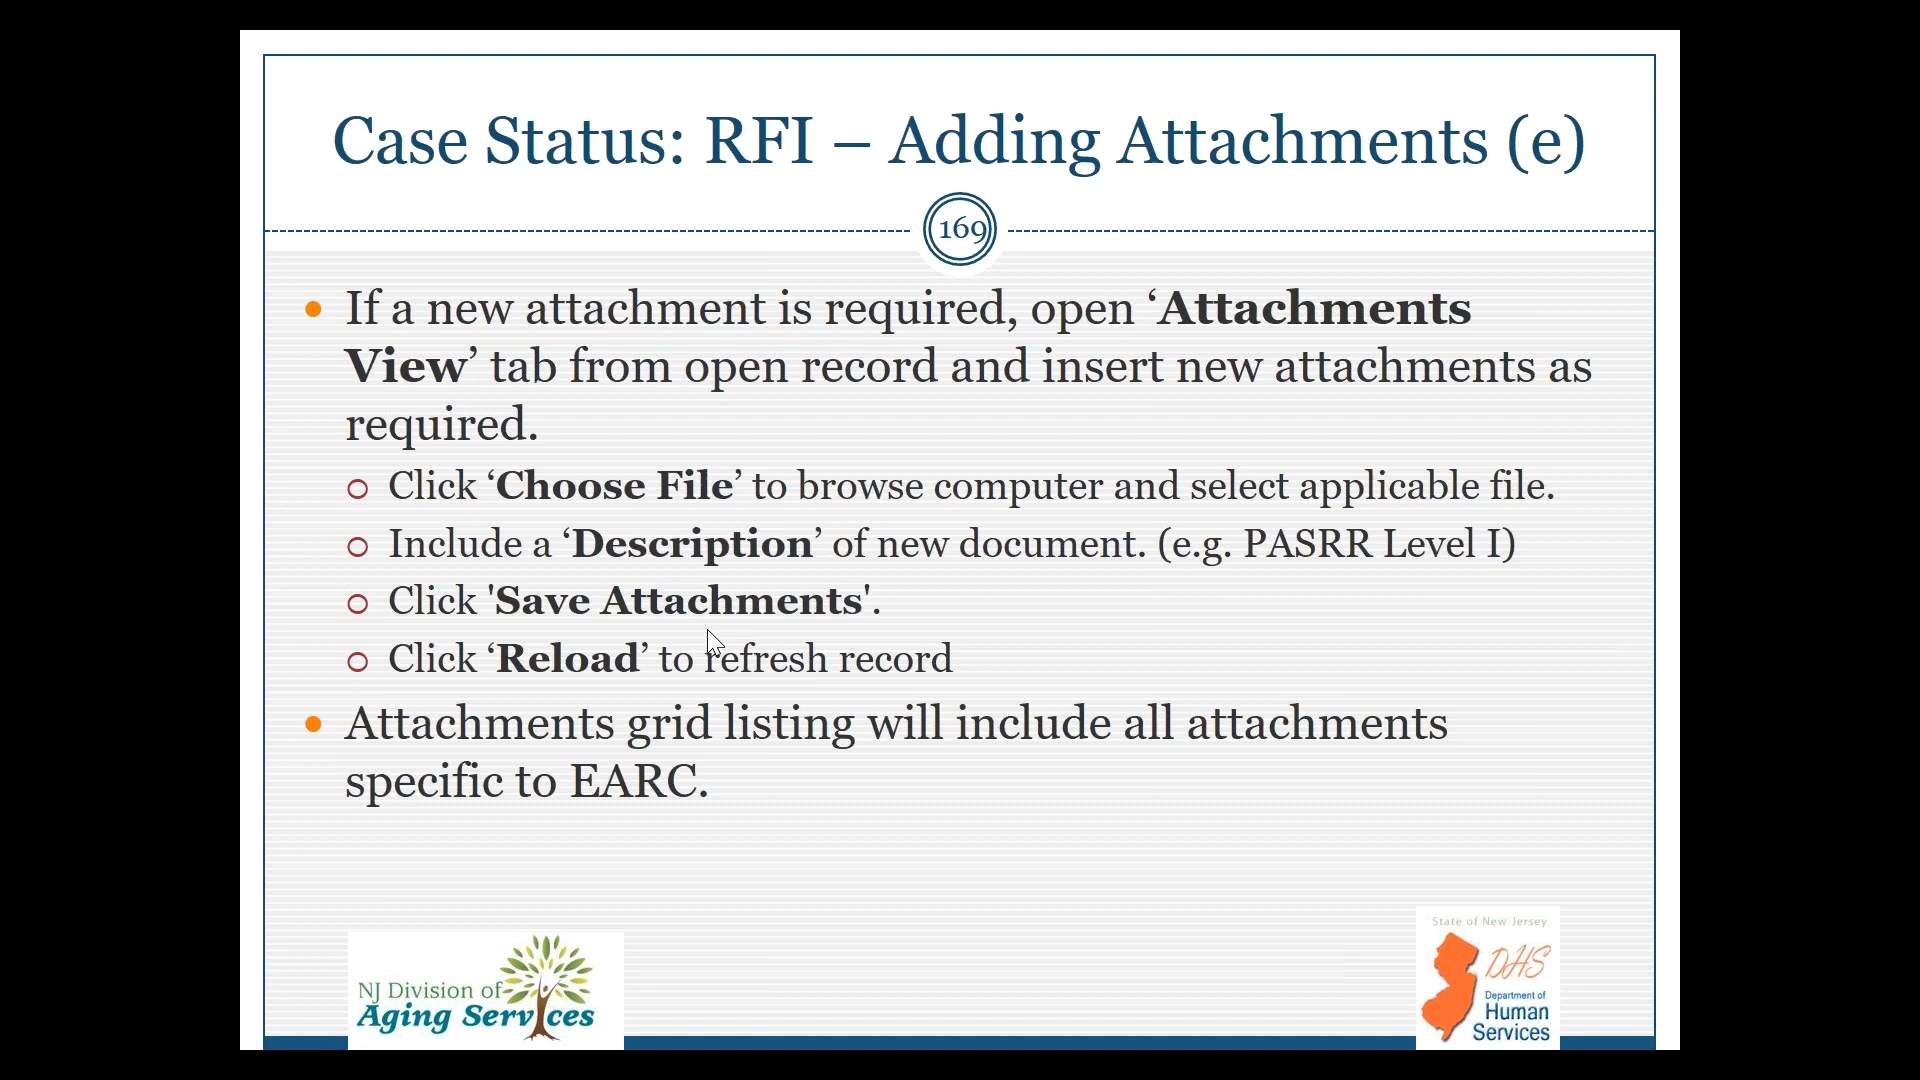 Case Status: RFI – Adding Attachments (e)
169
If a new attachment is required, open ‘Attachments
View’ tab from open record and insert new attachments as
required.
Click ‘Choose File’ to browse computer and select applicable file.
Include a ‘Description’ of new document. (e.g. PASRR Level I)
Click 'Save Attachments'.
Click ‘Reload’ to refresh record
Attachments grid listing will include all attachments
specific to EARC.
NJ Division of
Aging Services
State of New Jersey
DHS
Department of
Human
Services